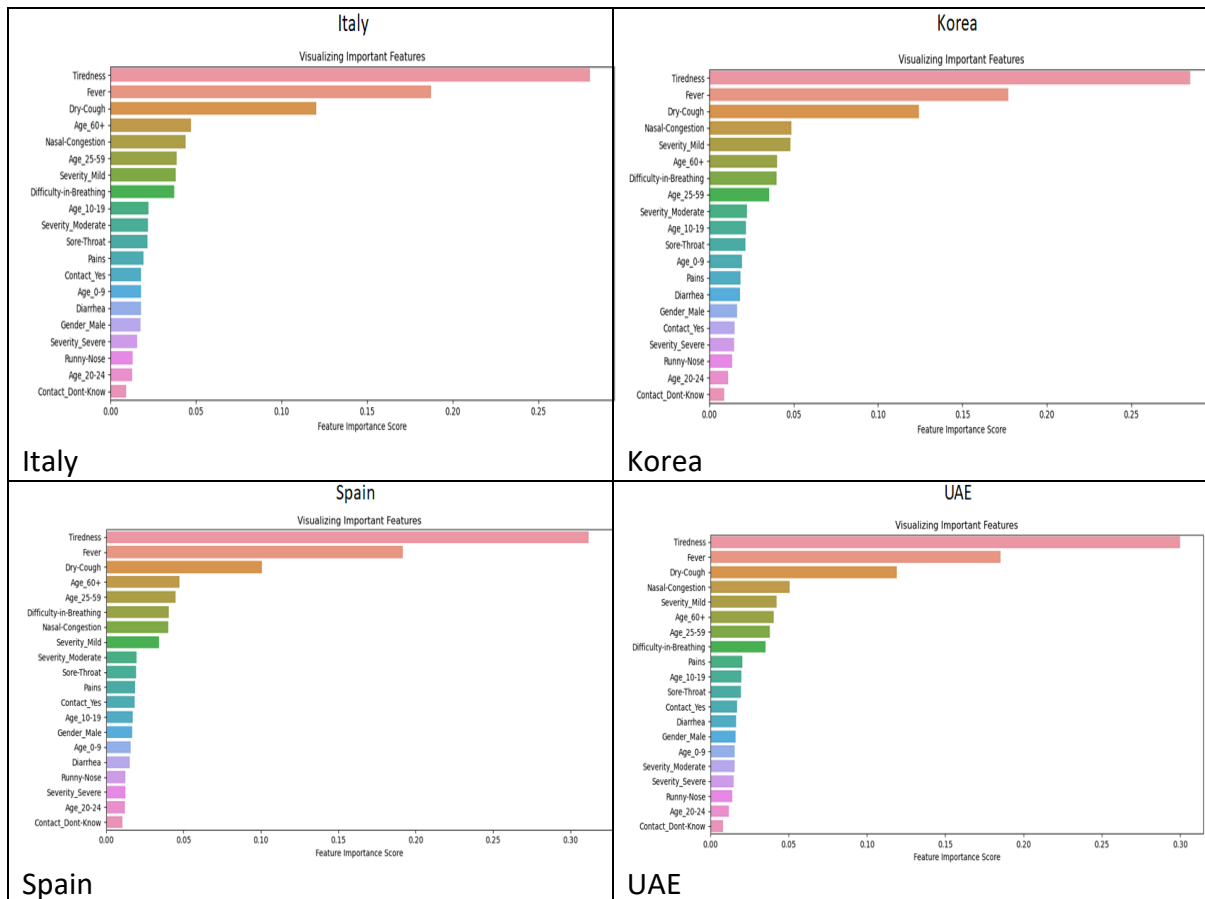 Italy
Visualizing Important Features
Tiredness
Fever
Dry-Cough
Age_60+
Nasal-Congestion
Age_25-59
Severity_Mild
Difficulty-in-Breathing
Age_10-19
Severity_Moderate
Sore-Throat
Pains
Contact_Yes
Age_0-9
Diarrhea
Gender_Male
Severity_Severe
Runny-Nose
Age_20-24
Contact_Dont-Know
0.00 0.05 0.10 0.15 0.20 0.25
Feature Importance Score
Italy
Korea
Visualizing Important Features
Tiredness
Fever
Dry-Cough
Nasal-Congestion
Severity_Mild
Age_60+
Difficulty-in-Breathing
Age_25-59
Severity_Moderate
Age_10-19
Sore-Throat
Age_0-9
Pains
Diarrhea
Gender_Male
Contact_Yes
Severity_Severe
Runny-Nose
Age_20-24
Contact_Dont-Know
0.00 0.05 0.10 0.15 0.20 0.25
Feature Importance Score
Korea
Spain
Visualizing Important Features
Tiredness
Fever
Dry-Cough
Age_60+
Age_25-59
Difficulty-in-Breathing
Nasal-Congestion
Severity_Mild
Severity_Moderate
Sore-Throat
Pains
Contact_Yes
Age_10-19
Gender_Male
Age_0-9
Diarrhea
Runny-Nose
Severity_Severe
Age_20-24
Contact_Dont-Know
0.00 0.05 0.10 0.15 0.20 0.25 0.30
Feature Importance Score
Spain
UAE
Visualizing Important Features
Tiredness
Fever
Dry-Cough
Nasal-Congestion
Severity_Mild
Age_60+
Age_25-59
Difficulty-in-Breathing
Pains
Age_10-19
Sore-Throat
Contact_Yes
Diarrhea
Gender_Male
Age_0-9
Severity_Moderate
Severity_Severe
Runny-Nose
Age_20-24
Contact_Dont-Know
0.00 0.05 0.10 0.15 0.20 0.25 0.30
Feature Importance Score
UAE